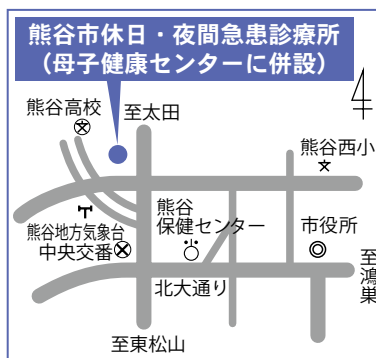 熊谷市休日・夜間急患診療所
（母子健康センターに併設）
熊谷高校
至太田
熊谷西小
熊谷
保健センター
市役所
熊谷地方気象台
中央交番
北大通り
至鴻巣
至東松山